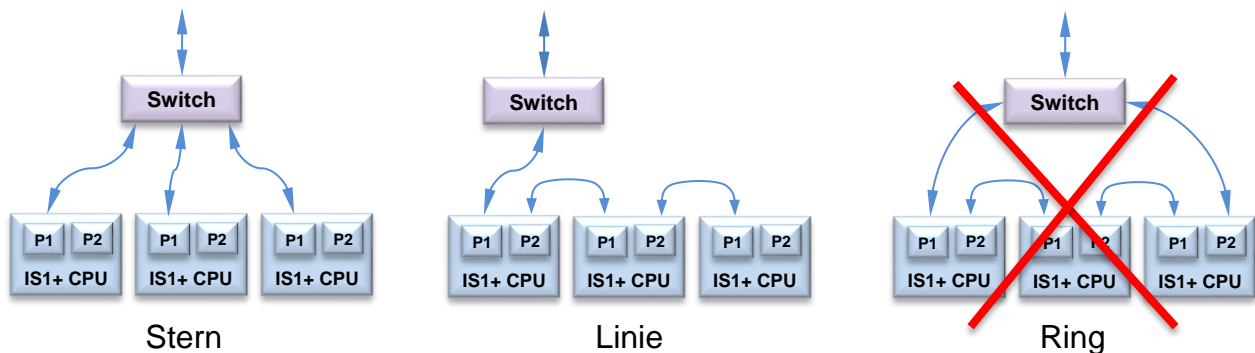 Switch
P1 P2
IS1+ CPU
P1 P2
IS1+ CPU
P1 P2
IS1+ CPU
Stern
Switch
P1 P2
IS1+ CPU
P1 P2
IS1+ CPU
P1 P2
IS1+ CPU
Linie
Switch
P1 P2
IS1+ CPU
P1 P2
IS1+ CPU
P1 P2
IS1+ CPU
Ring